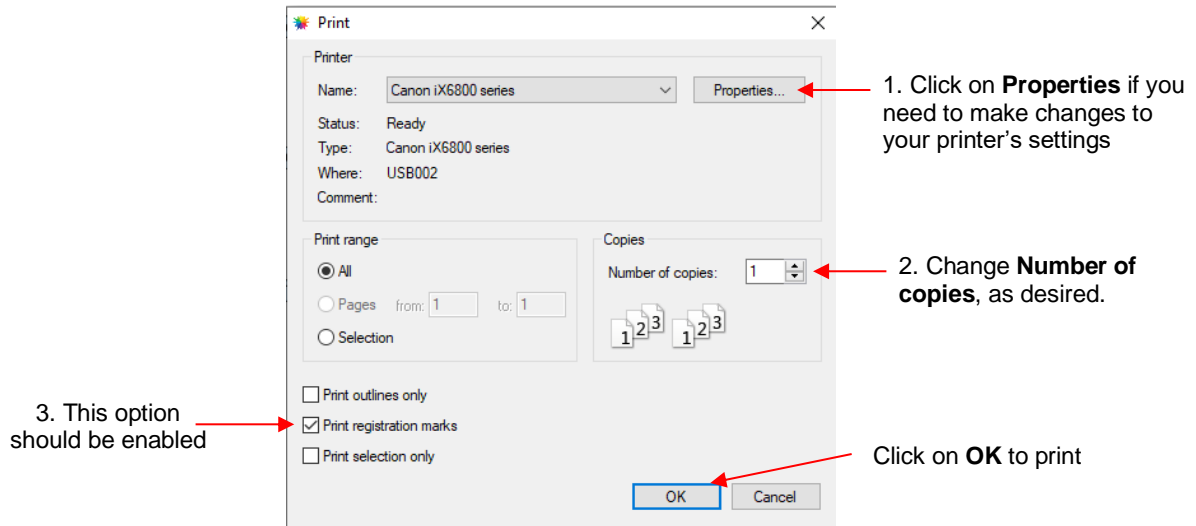 Print
Printer
Name: Canon iX6800 series Properties...
Status: Ready
Type: Canon iX6800 series
Where: USB002
Comment:
1. Click on Properties if you
need to make changes to
your printer's settings
Print range
All
Pages from: 1 to: 1
Selection
Copies
Number of copies: 1
1 2 3 1 2 3
2. Change Number of
copies, as desired.
Print outlines only
Print registration marks
Print selection only
3. This option
should be enabled
Click on OK to print
OK Cancel